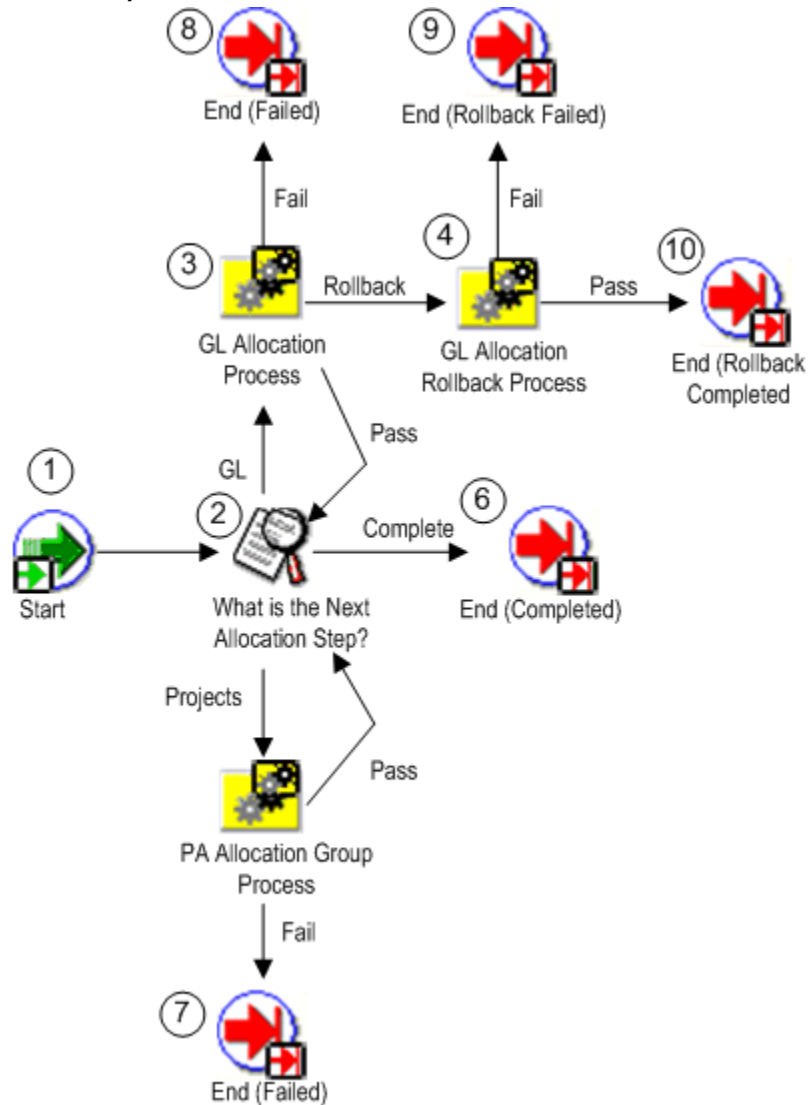 8
9
End (Failed)
End (Rollback Failed)
Fail
Fail
3
4
10
Rollback
Pass
GL Allocation
Process
GL Allocation
Rollback Process
End (Rollback
Completed
Pass
1
GL
2
6
Complete
Start
What is the Next
Allocation Step?
End (Completed)
Projects
Pass
PA Allocation Group
Process
Fail
7
End (Failed)